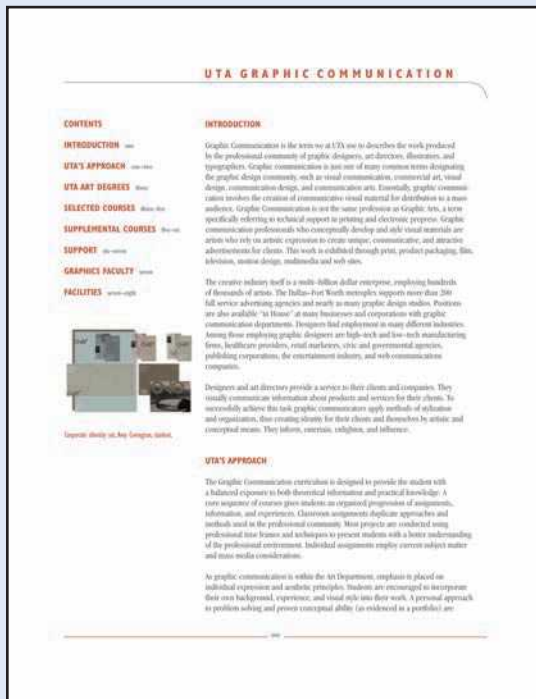 UTA GRAPHIC COMMUNICATION
CONTENTS
INTRODUCTION one
UTA'S APPROACH one–two
UTA ART DEGREES three
SELECTED COURSES three–five
SUPPLEMENTAL COURSES five–six
SUPPORT six–seven
GRAPHICS FACULTY seven
FACILITIES seven–eight
Corporate identity set, Amy student.
INTRODUCTION
Graphic Communication is the term we at UTA use to describes the work produced
by the professional community of graphic designers, art directors, illustrators, and
typographers. Graphic communication is just one of many common terms designating
the graphic design community, such as visual communication, commercial art, visual
design, communication design, and communication arts. Essentially, graphic communi-
cation involves the creation of communicative visual material for distribution to a mass
audience. Graphic Communication is not the same profession as Graphic Arts, a term
specifically referring to technical support in printing and electronic prepress. Graphic
communication professionals who conceptually develop and style visual materials are
artists who rely on artistic expression to create unique, communicative, and attractive
advertisements for clients. This work is exhibited through print, product packaging, film,
television, motion design, multimedia and web sites.
The creative industry itself is a multi–billion dollar enterprise, employing hundreds
of thousands of artists. The Dallas–Fort Worth metroplex supports more than 200
full service advertising agencies and nearly as many graphic design studios. Positions
are also available "in House" at many businesses and corporations with graphic
communication departments. Designers find employment in many different industries.
Among those employing graphic designers are high–tech and low–tech manufacturing
firms, healthcare providers, retail marketers, civic and governmental agencies,
publishing corporations, the entertainment industry, and web communications
companies.
Designers and art directors provide a service to their clients and companies. They
visually communicate information about products and services for their clients. To
successfully achieve this task graphic communicators apply methods of stylization
and organization, thus creating identity for their clients and themselves by artistic and
conceptual means. They inform, entertain, enlighten, and influence.
UTA'S APPROACH
The Graphic Communication curriculum is designed to provide the student with
a balanced exposure to both theoretical information and practical knowledge. A
core sequence of courses gives students an organized progression of assignments,
information, and experiences. Classroom assignments duplicate approaches and
methods used in the professional community. Most projects are conducted using
professional time frames and techniques to present students with a better understanding
of the professional environment. Individual assignments employ current subject matter
and mass media considerations.
As graphic communication is within the Art Department, emphasis is placed on
individual expression and aesthetic principles. Students are encouraged to incorporate
their own background, experience, and visual style into their work. A personal approach
to problem solving and proven conceptual ability (as evidenced in a portfolio) are
one